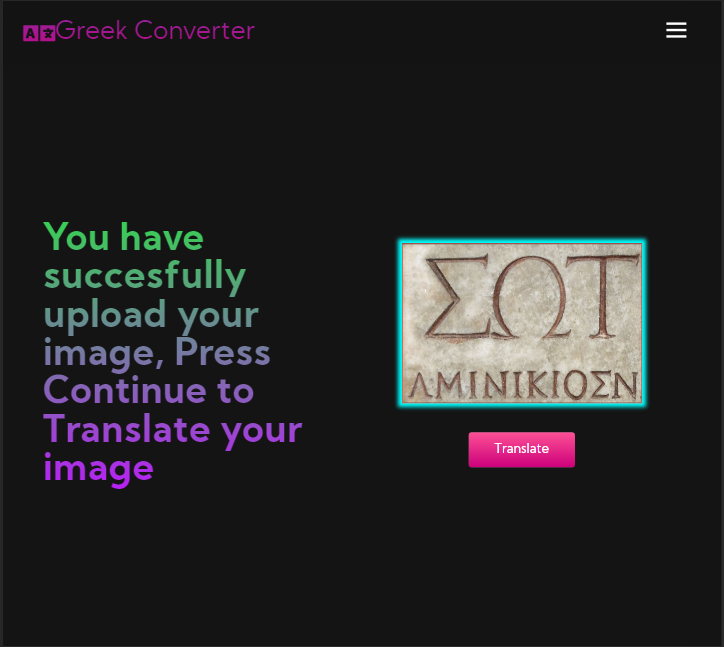 Greek Converter
You have
succesfully
upload your
image, Press
Continue to
Translate your
image
ΣΩΤ
ΛΜΙΝΙΚΙΟΣΝ
Translate